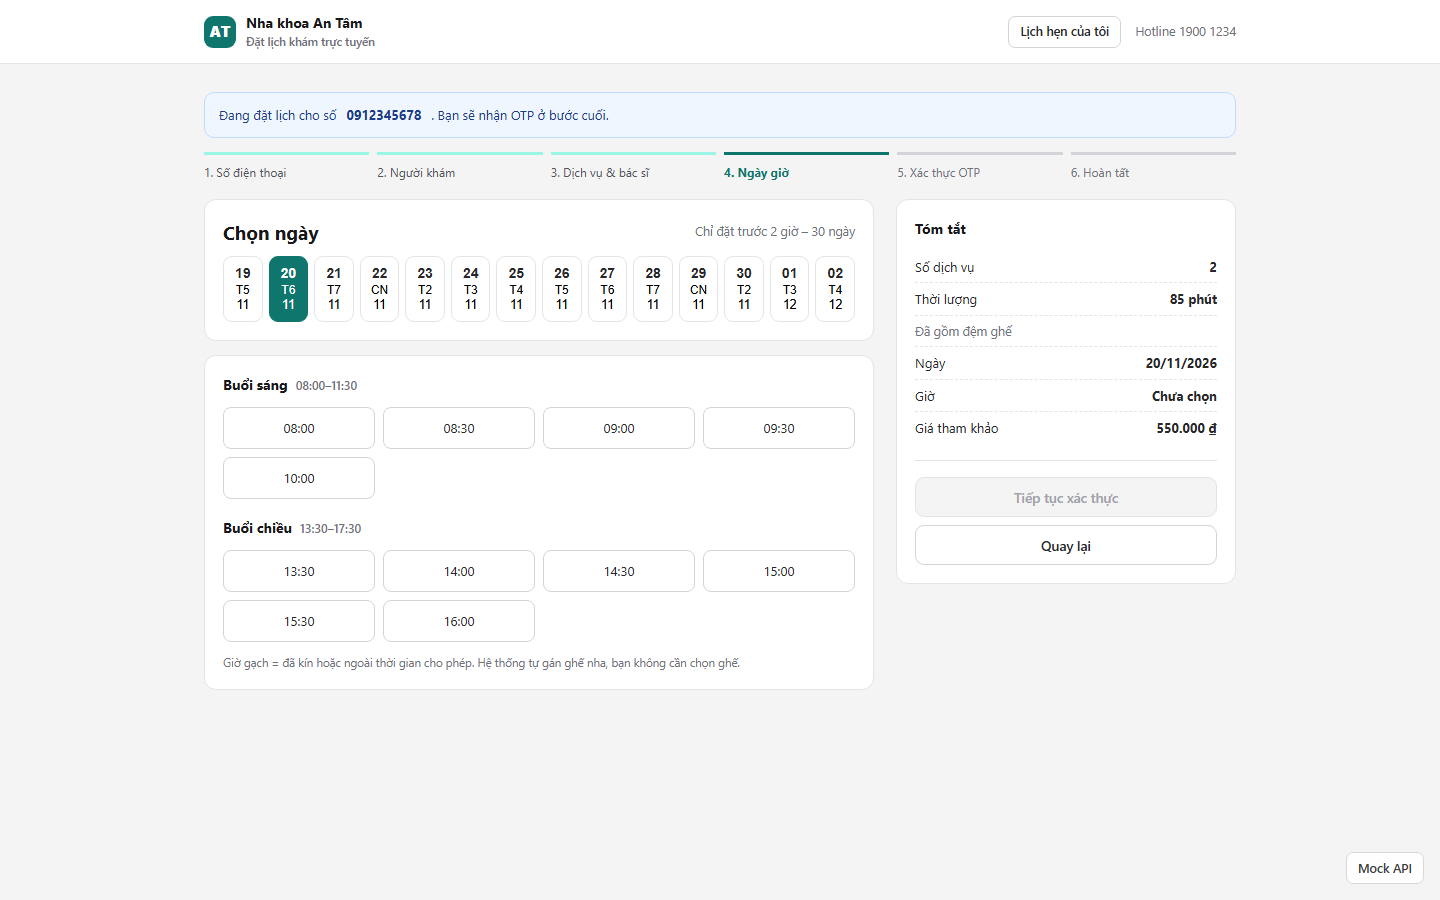 AT
Nha khoa An Tâm
Đặt lịch khám trực tuyến
Lịch hẹn của tôi
Hotline 1900 1234
Đang đặt lịch cho số 0912345678 . Bạn sẽ nhận OTP ở bước cuối.
1. Số điện thoại
2. Người khám
3. Dịch vụ & bác sĩ
4. Ngày giờ
5. Xác thực OTP
6. Hoàn tất
Chọn ngày
Chỉ đặt trước 2 giờ – 30 ngày
19 20 21 22 23 24 25 26 27 28 29 30 01 02
T5 T6 T7 CN T2 T3 T4 T5 T6 T7 CN T2 T3 T4
11 11 11 11 11 11 11 11 11 11 11 11 12 12
Buổi sáng 08:00–11:30
08:00 08:30 09:00 09:30
10:00
Buổi chiều 13:30–17:30
13:30 14:00 14:30 15:00
15:30 16:00
Giờ gạch = đã kín hoặc ngoài thời gian cho phép. Hệ thống tự gán ghế nha, bạn không cần chọn ghế.
Tóm tắt
Số dịch vụ 2
Thời lượng 85 phút
Đã gồm đệm ghế
Ngày 20/11/2026
Giờ Chưa chọn
Giá tham khảo 550.000 ₫
Tiếp tục xác thực
Quay lại
Mock API